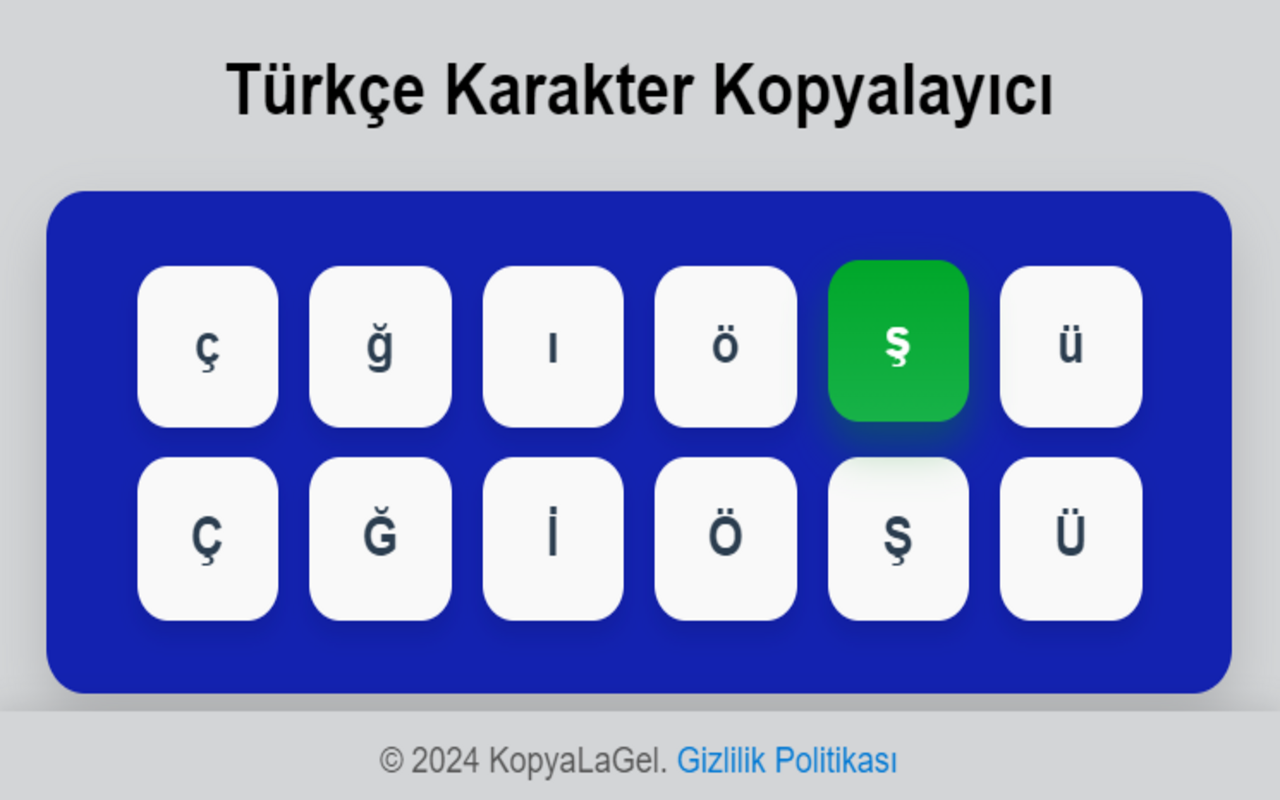 Türkçe Karakter Kopyalayıcı
ç ğ ı ö ş ü
Ç Ğ İ Ö Ş Ü
© 2024 KopyaLaGel. Gizlilik Politikası